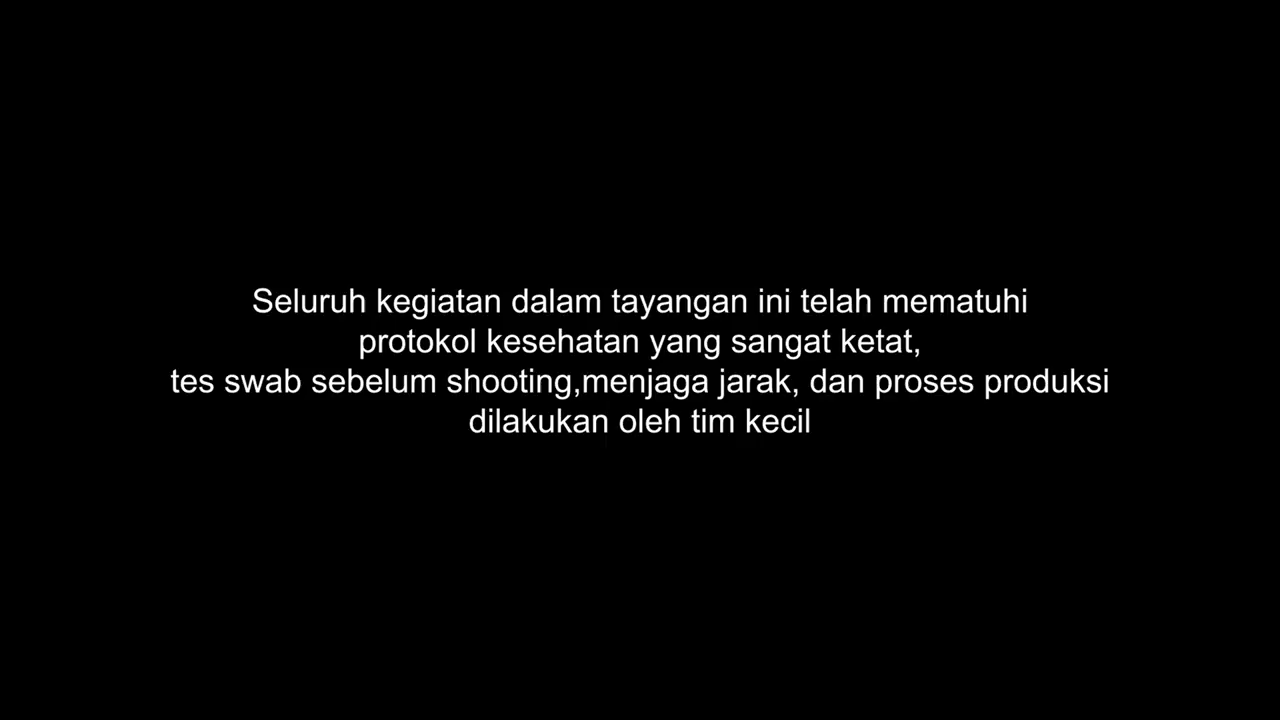 Seluruh kegiatan dalam tayangan ini telah mematuhi
protokol kesehatan yang sangat ketat,
tes swab sebelum shooting,menjaga jarak, dan proses produksi
dilakukan oleh tim kecil